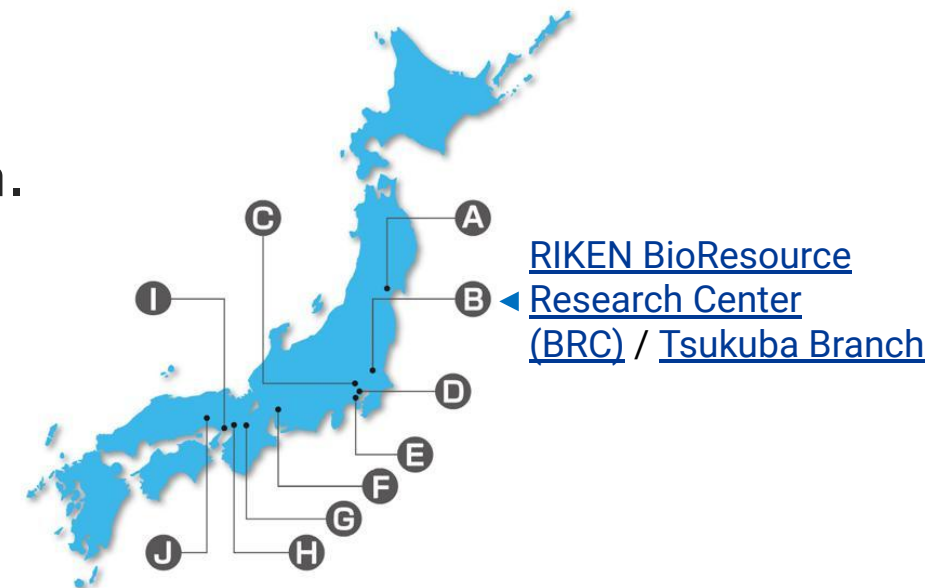 n.
C
A
I
B
◄ RIKEN BioResource
Research Center
(BRC) / Tsukuba Branch
D
E
F
G
J
H